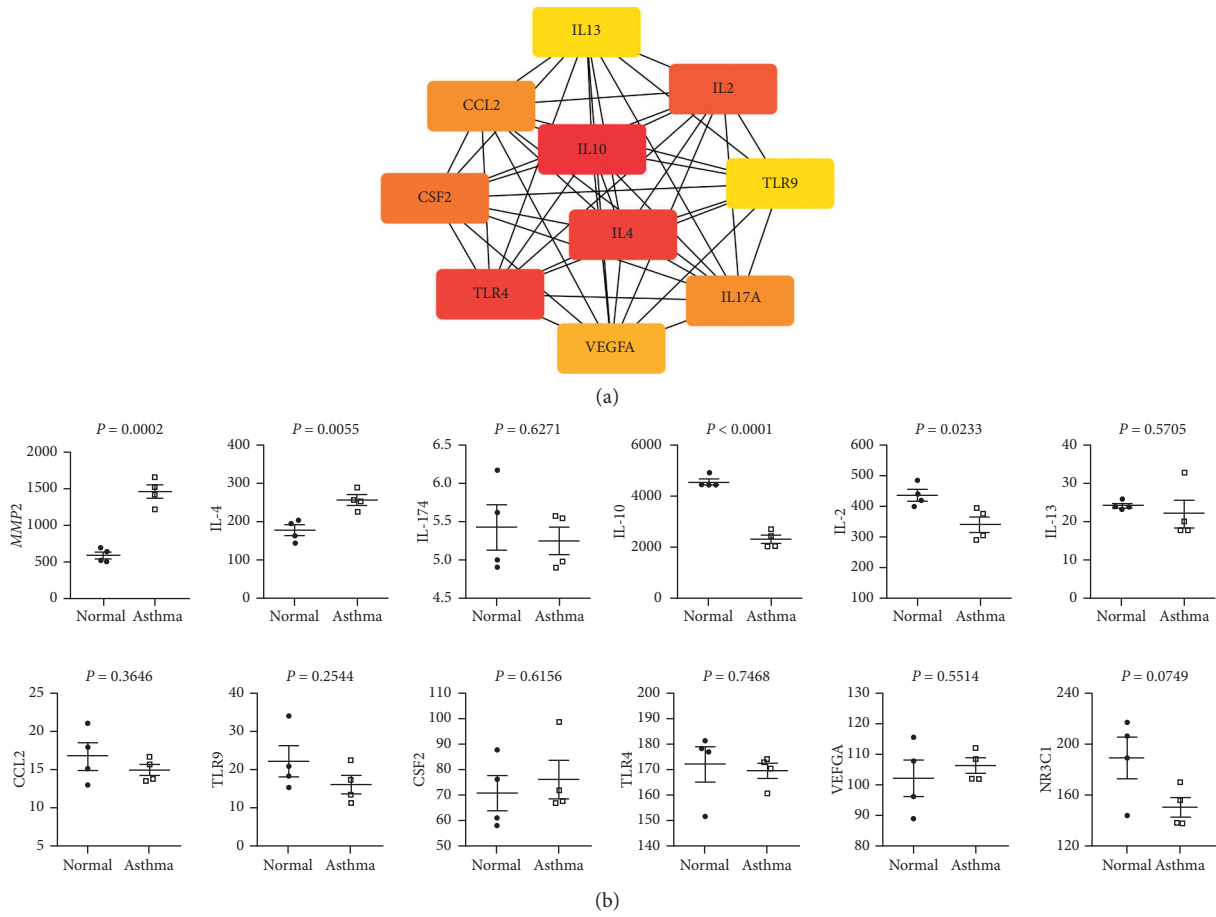 IL13
IL2
CCL2
IL10
TLR9
CSF2
IL4
TLR4
IL17A
VEGFA
(a)
P = 0.0002
2000
1500
1000
500
0
MMP2
Normal Asthma
P = 0.0055
400
300
200
100
0
IL-4
Normal Asthma
P = 0.6271
6.5
6.0
5.5
5.0
4.5
IL-174
Normal Asthma
P < 0.0001
6000
4000
2000
0
IL-10
Normal Asthma
P = 0.0233
600
500
400
300
200
100
IL-2
Normal Asthma
P = 0.5705
40
30
20
10
0
IL-13
Normal Asthma
P = 0.3646
25
20
15
10
5
CCL2
Normal Asthma
P = 0.2544
40
30
20
10
0
TLR9
Normal Asthma
P = 0.6156
110
100
90
80
70
60
50
CSF2
Normal Asthma
P = 0.7468
200
190
180
170
160
150
140
TLR4
Normal Asthma
P = 0.5514
130
120
110
100
90
80
VEFGA
Normal Asthma
P = 0.0749
240
200
160
120
NR3C1
Normal Asthma
(b)